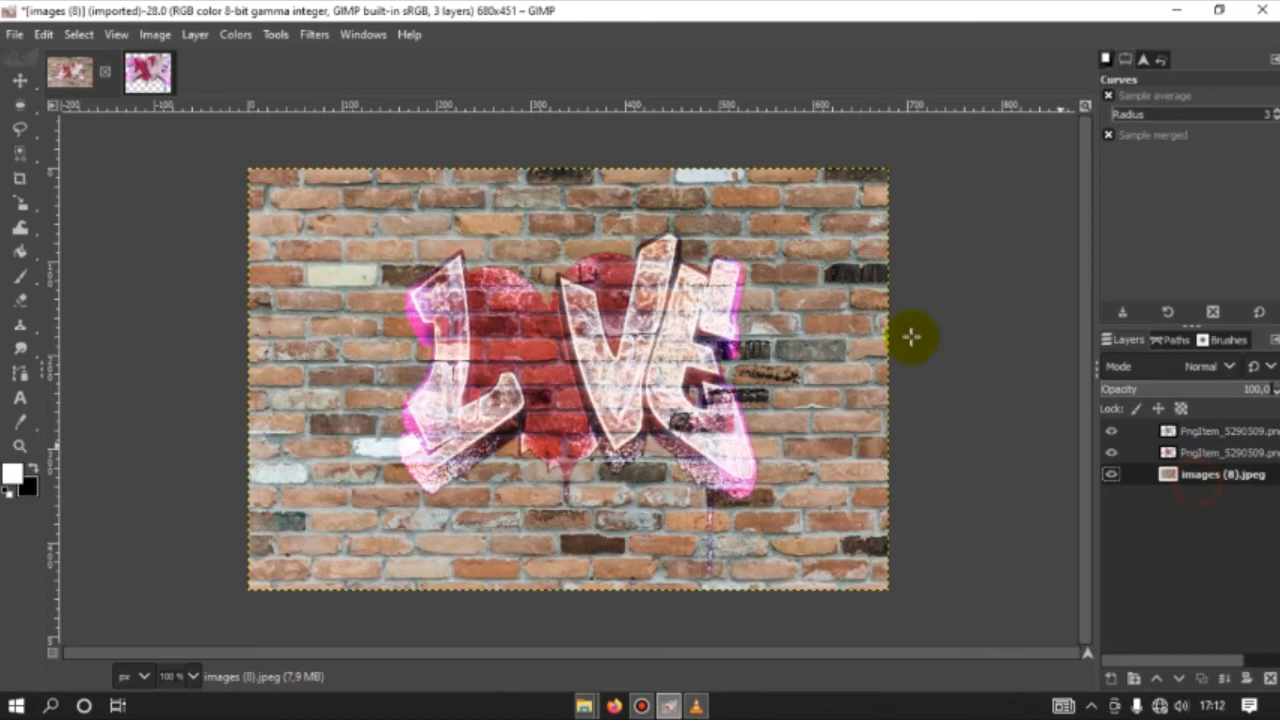 *[images (8)] (imported)-28.0 (RGB color 8-bit gamma integer, GIMP built-in sRGB, 3 layers) 680x451 – GIMP
File Edit Select View Image Layer Colors Tools Filters Windows Help
Curves
Sample average
Radius 3
Sample merged
Layers Paths Brushes
Mode Normal
Opacity 100,0
Lock:
PngItem_5290509.pn
PngItem_5290509.pn
images (8).jpeg
LVE
px 100 % images (8).jpeg (7,9 MB)
17:12